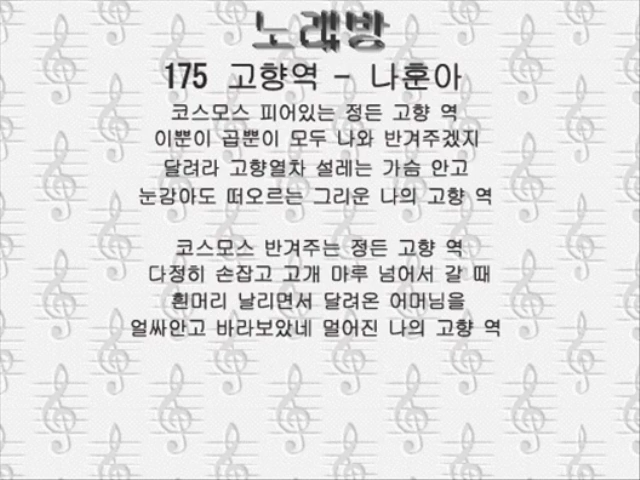 노래방
175 고향역 - 나훈아
코스모스 피어있는 정든 고향 역
이뿐이 곱뿐이 모두 나와 반겨주겠지
달려라 고향열차 설레는 가슴 안고
눈강아도 떠오르는 그리운 나의 고향 역
코스모스 반겨주는 정든 고향 역
다정히 손잡고 고개 먀루 넘어서 갈 때
흰머리 날리면서 달려온 어머님을
얼싸안고 바라보았네 멀어진 나의 고향 역